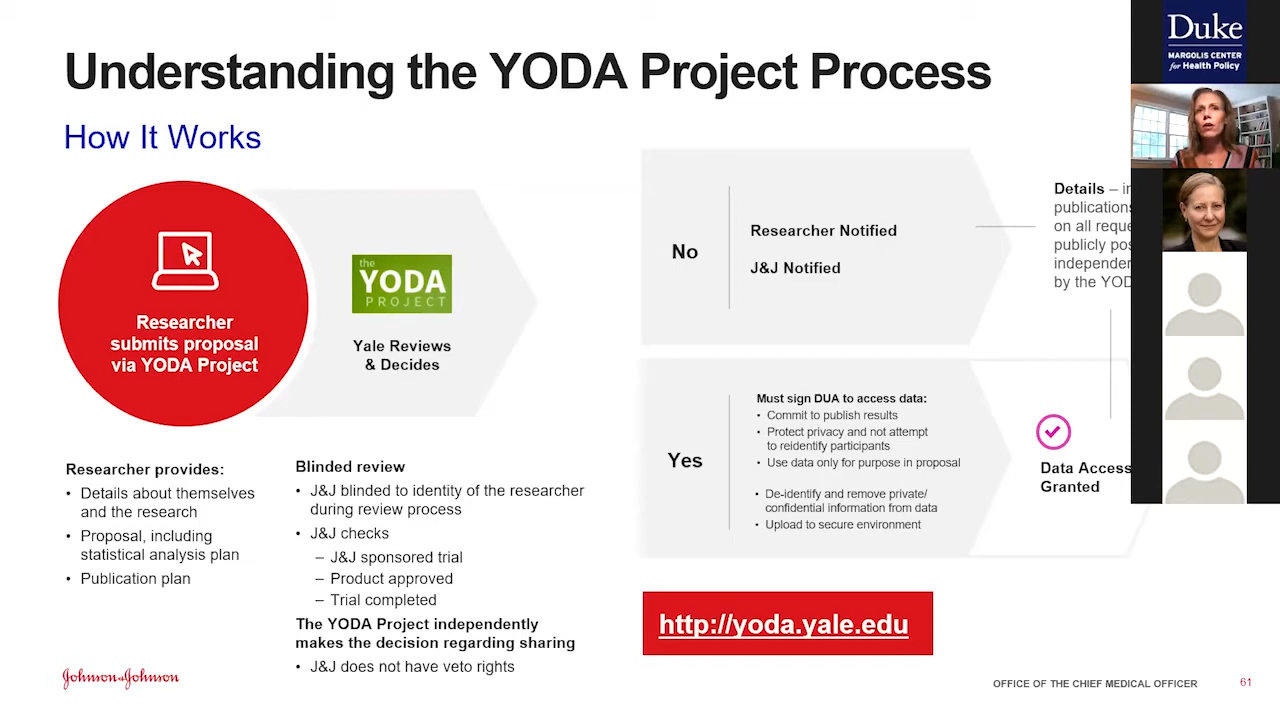 Understanding the YODA Project Process
How It Works
Researcher
submits proposal
via YODA Project
the
YODA
PROJECT
Yale Reviews
& Decides
Researcher provides:
• Details about themselves
and the research
• Proposal, including
statistical analysis plan
• Publication plan
Blinded review
• J&J blinded to identity of the researcher
during review process
• J&J checks
– J&J sponsored trial
– Product approved
– Trial completed
The YODA Project independently
makes the decision regarding sharing
• J&J does not have veto rights
No
Researcher Notified
J&J Notified
Details –
publications
on all
publicly
by the
Yes
Must sign DUA to access data:
• Commit to publish results
• Protect privacy and not attempt
to reidentify participants
• Use data only for purpose in proposal
• De-identify and remove private/
confidential information from data
• Upload to secure environment
Data Access
Granted
http://yoda.yale.edu
Johnson & Johnson
OFFICE OF THE CHIEF MEDICAL OFFICER
61
Duke
MARGOLIS CENTER
for Health Policy